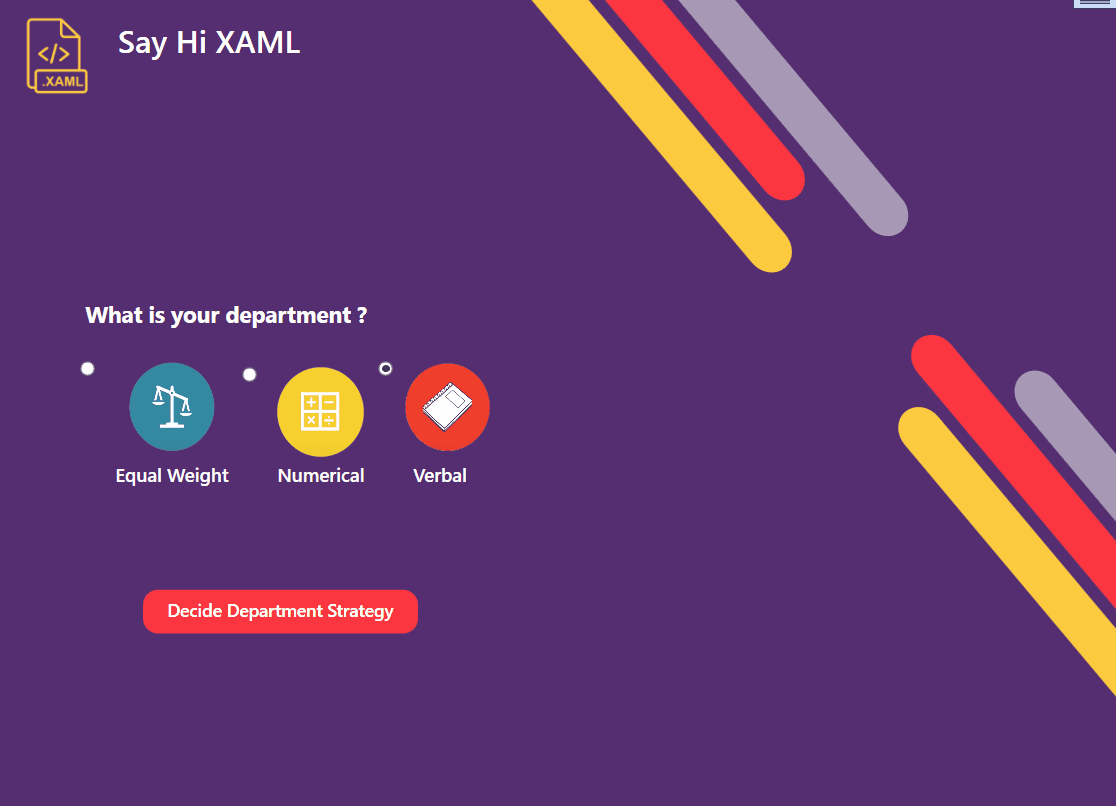 Say Hi XAML
</>
.XAML
What is your department ?
Equal Weight
Numerical
Verbal
Decide Department Strategy